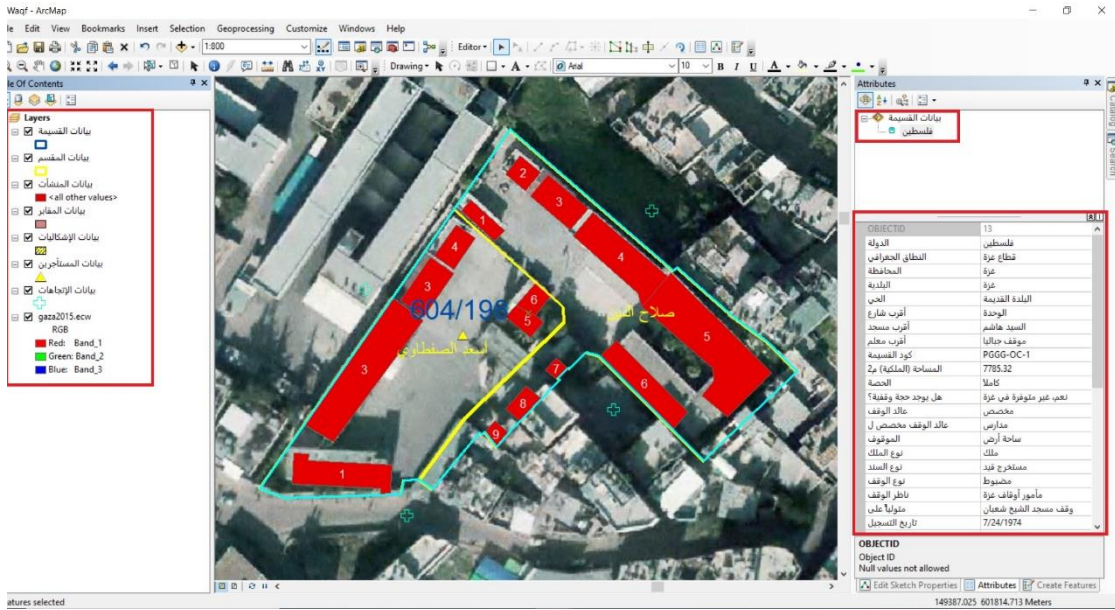 Waqf - ArcMap
le Edit View Bookmarks Insert Selection Geoprocessing Customize Windows Help
1:800
Editor
Drawing
Arial
10
B I U A
le Of Contents
Layers
بيانات القسيمة
بيانات المقسم
بيانات المنشآت
<all other values>
بيانات المقابر
بيانات الإشكاليات
بيانات المستأجرين
بيانات الإتجاهات
gaza2015.ecw
RGB
Red: Band_1
Green: Band_2
Blue: Band_3
2
3
1
4
4
3
6
5
604/196
صلاح
أسعد الصفطاوي
5
3
7
6
8
9
1
Attributes
بيانات القسيمة
فلسطين
OBJECTID 13
الدولة فلسطين
النطاق الجعرافي قطاع غزة
المحافظة غزة
البلدية غزة
الحي البلدة القديمة
أقرب شارع الوحدة
أقرب مسجد السيد هاشم
أقرب معلم موقف جباليا
كود القسيمة PGGG-OC-1
المساحة (الملكية) م2 7785.32
الحصة كاملا
هل يوجد حجة وقفية؟ نعم، غير متوفرة في غزة
عائد الوقف مخصص
عائد الوقف مخصص ل مدارس
الموقوف ساحة أرض
نوع الملك ملك
نوع السند مستخرج قيد
نوع الوقف مضبوط
ناظر الوقف مأمور أوقاف غزة
متولياً على وقف مسجد الشيخ شعبان
تاريخ التسجيل 7/24/1974
OBJECTID
Object ID
Null values not allowed
Edit Sketch Properties Attributes Create Features
Catalog
Search
atures selected
149387.025 601814.713 Meters